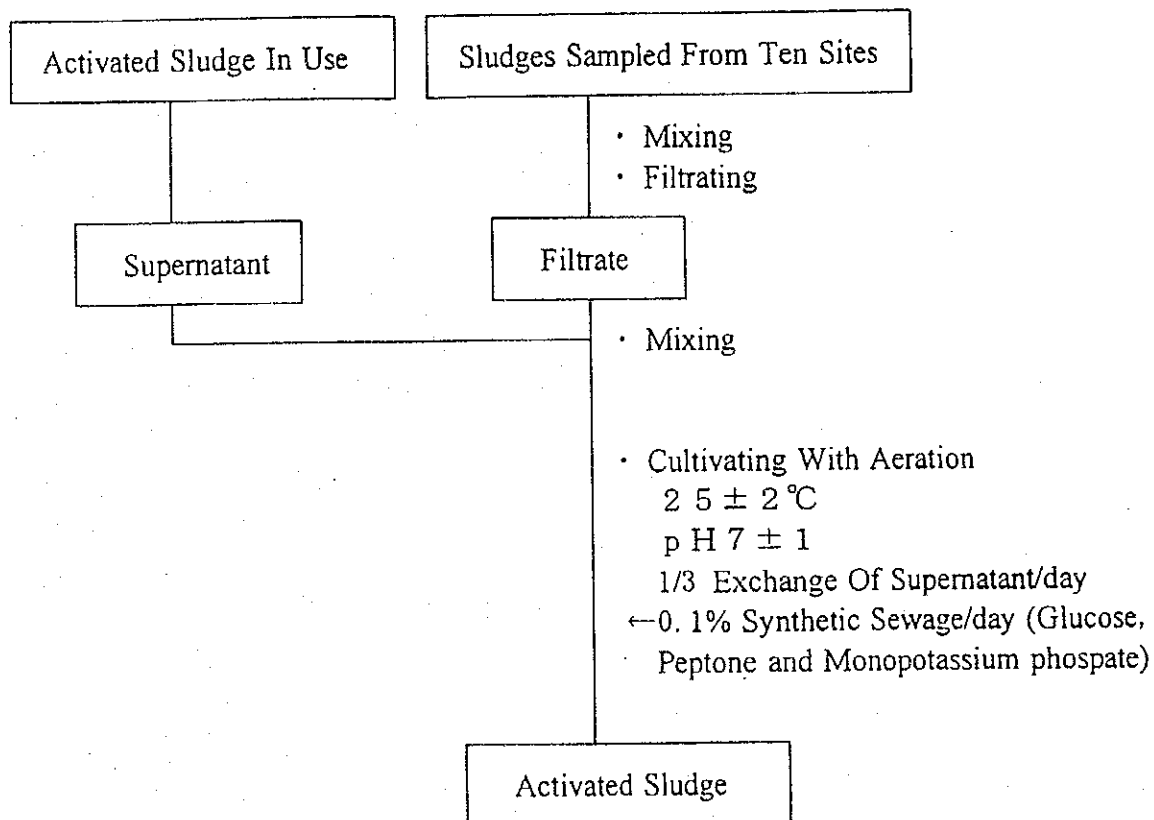 Activated Sludge In Use
Sludges Sampled From Ten Sites
・ Mixing
・ Filtrating
Supernatant
Filtrate
・ Mixing
・ Cultivating With Aeration
2 5 ± 2 ℃
p H 7 ± 1
1/3 Exchange Of Supernatant/day
←0. 1% Synthetic Sewage/day (Glucose,
Peptone and Monopotassium phospate)
Activated Sludge